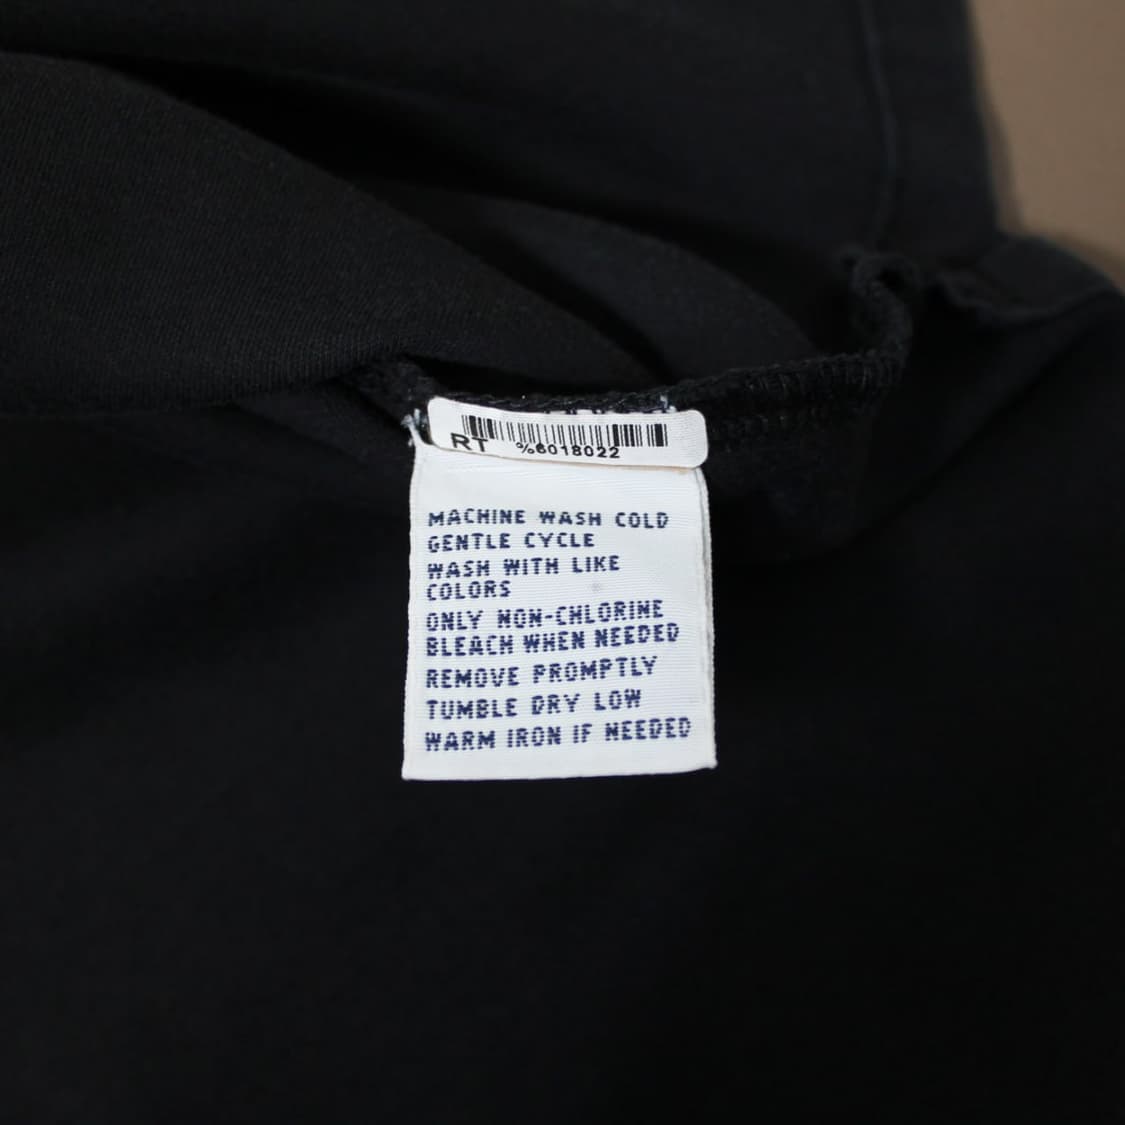 RT %6018022
MACHINE WASH COLD
GENTLE CYCLE
WASH WITH LIKE
COLORS
ONLY NON-CHLORINE
BLEACH WHEN NEEDED
REMOVE PROMPTLY
TUMBLE DRY LOW
WARM IRON IF NEEDED